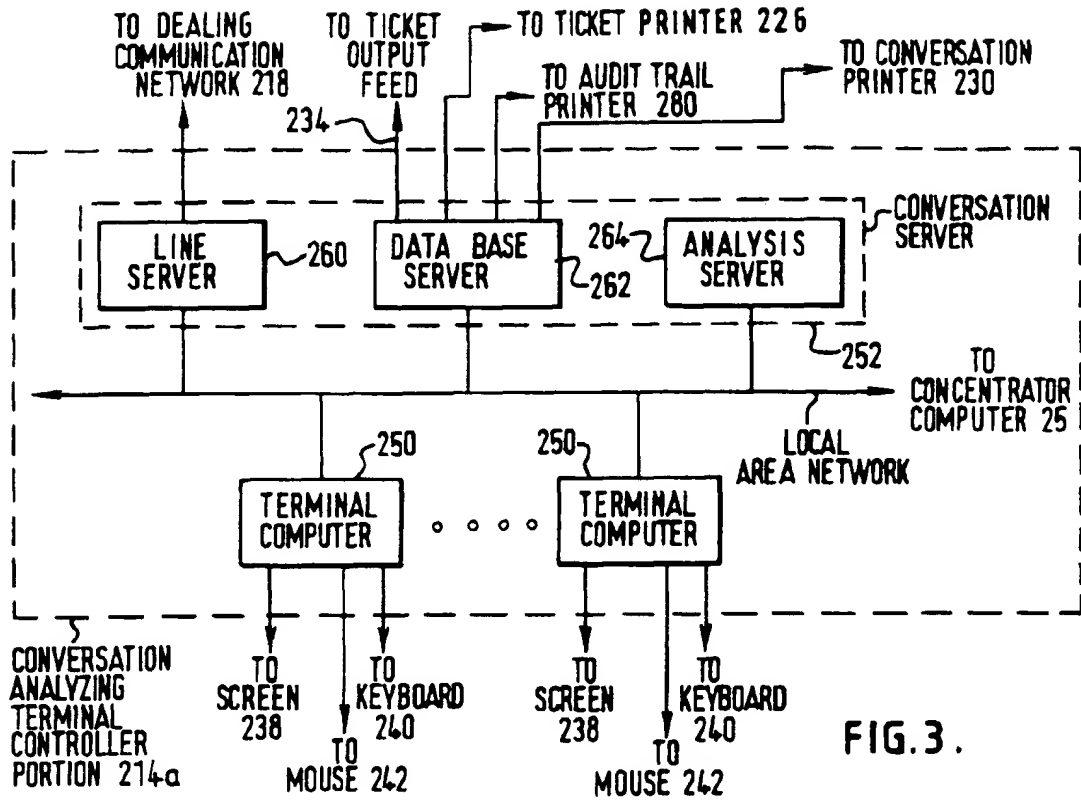 TO DEALING
COMMUNICATION
NETWORK 218
TO TICKET
OUTPUT
FEED
TO TICKET PRINTER 226
TO AUDIT TRAIL
PRINTER 280
TO CONVERSATION
PRINTER 230
234
LINE
SERVER
260
DATA BASE
SERVER
262
264
ANALYSIS
SERVER
CONVERSATION
SERVER
252
TO
CONCENTRATOR
COMPUTER 25
LOCAL
AREA NETWORK
250
TERMINAL
COMPUTER
250
TERMINAL
COMPUTER
CONVERSATION
ANALYZING
TERMINAL
CONTROLLER
PORTION 214a
TO
SCREEN
238
TO
MOUSE 242
TO
KEYBOARD
240
TO
SCREEN
238
TO
MOUSE 242
TO
KEYBOARD
240
FIG.3.